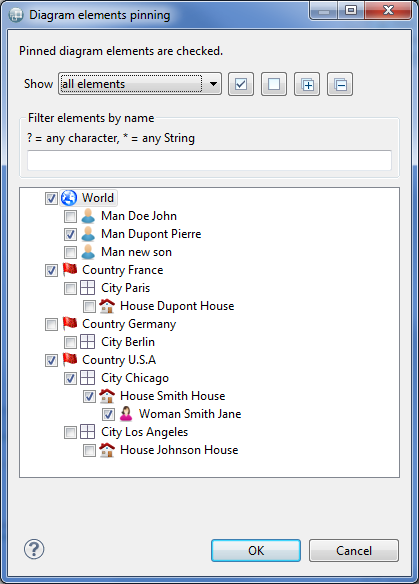 Diagram elements pinning
Pinned diagram elements are checked.
Show all elements
Filter elements by name
? = any character, * = any String
World
Man Doe John
Man Dupont Pierre
Man new son
Country France
City Paris
House Dupont House
Country Germany
City Berlin
Country U.S.A
City Chicago
House Smith House
Woman Smith Jane
City Los Angeles
House Johnson House
?
OK Cancel